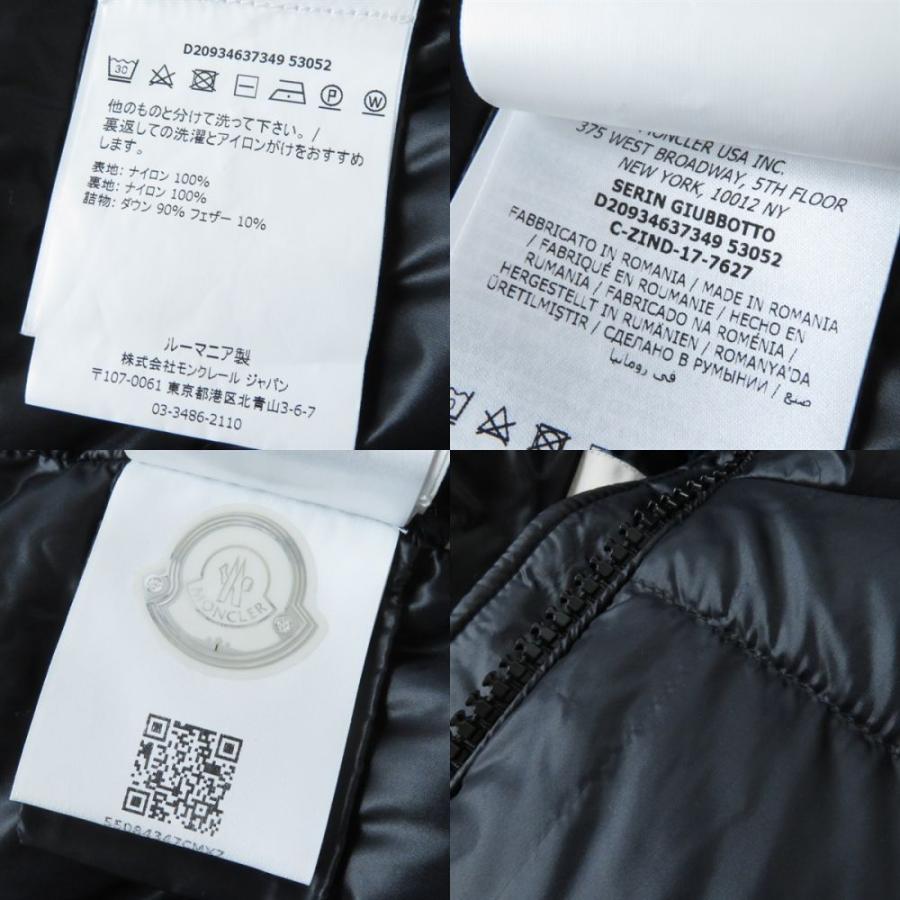 D20934637349 53052
30
P
W
他のものと分けて洗って下さい。/
裏返しての洗濯とアイロンがけをおすすめ
します。
表地: ナイロン 100%
裏地: ナイロン 100%
詰物: ダウン 90% フェザー 10%
ルーマニア製
株式会社モンクレール ジャパン
〒107-0061 東京都港区北青山3-6-7
03-3486-2110
MONCLER USA INC.
375 WEST BROADWAY, 5TH FLOOR
NEW YORK, 10012 NY
SERIN GIUBBOTTO
D20934637349 53052
C-ZIND-17-7627
FABBRICATO IN ROMANIA / MADE IN ROMANIA
/ FABRIQUÉ EN ROUMANIE / HECHO EN
RUMANIA / FABRICADO NA ROMÉNIA /
HERGESTELLT IN RUMÄNIEN / ROMANYA'DA
ÜRETILMIŞTIR / СДЕЛАНО В РУМЫНИИ / صنع
في رومانيا
MONCLER